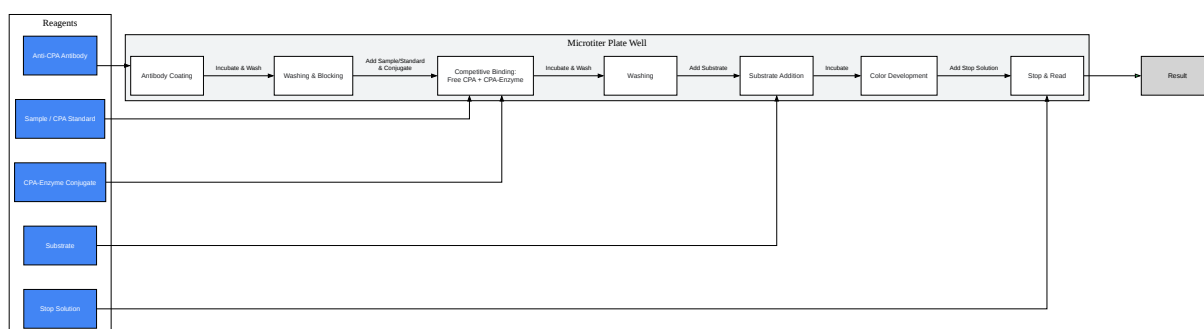 Reagents
Anti-CPA Antibody
Sample / CPA Standard
CPA-Enzyme Conjugate
Substrate
Stop Solution
Microtiter Plate Well
Antibody Coating
Incubate & Wash
Washing & Blocking
Add Sample/Standard
& Conjugate
Competitive Binding:
Free CPA + CPA-Enzyme
Incubate & Wash
Washing
Add Substrate
Substrate Addition
Incubate
Color Development
Add Stop Solution
Stop & Read
Result